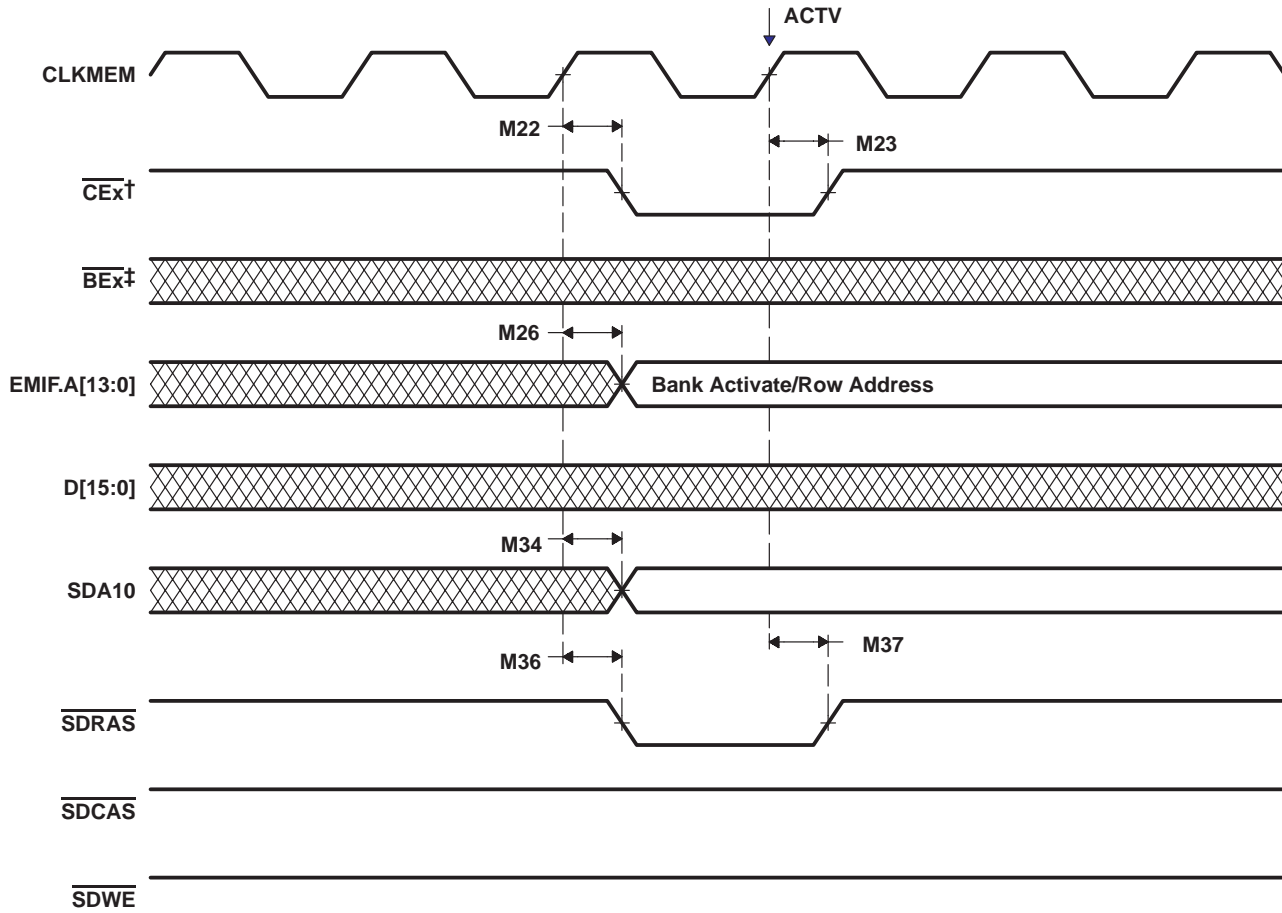 ACTV
CLKMEM
M22
M23
CEx†
BEx‡
M26
EMIF.A[13:0]
Bank Activate/Row Address
D[15:0]
M34
SDA10
M36
M37
SDRAS
SDCAS
SDWE